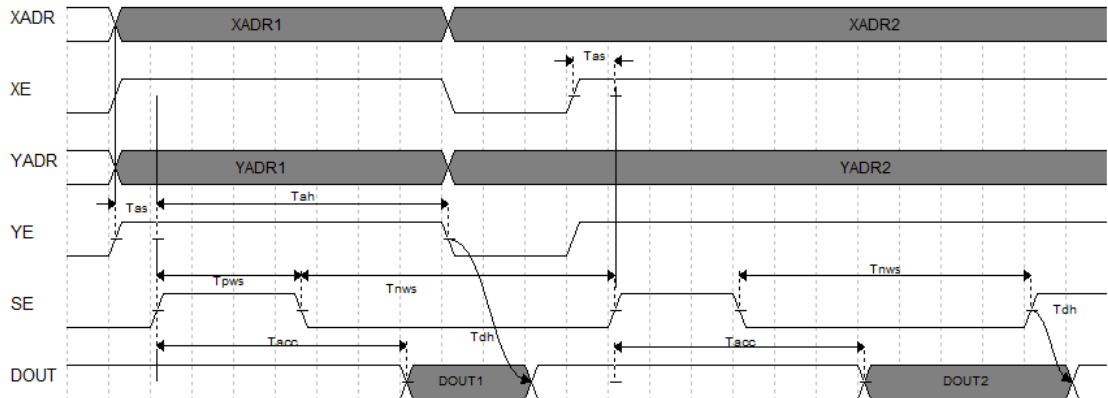 XADR XADR1 XADR2
Tas
XE
YADR YADR1 YADR2
Tas Tah
YE
Tpws Tnws Tnws
SE
Tdh Tdh
Tacc Tacc
DOUT DOUT1 DOUT2